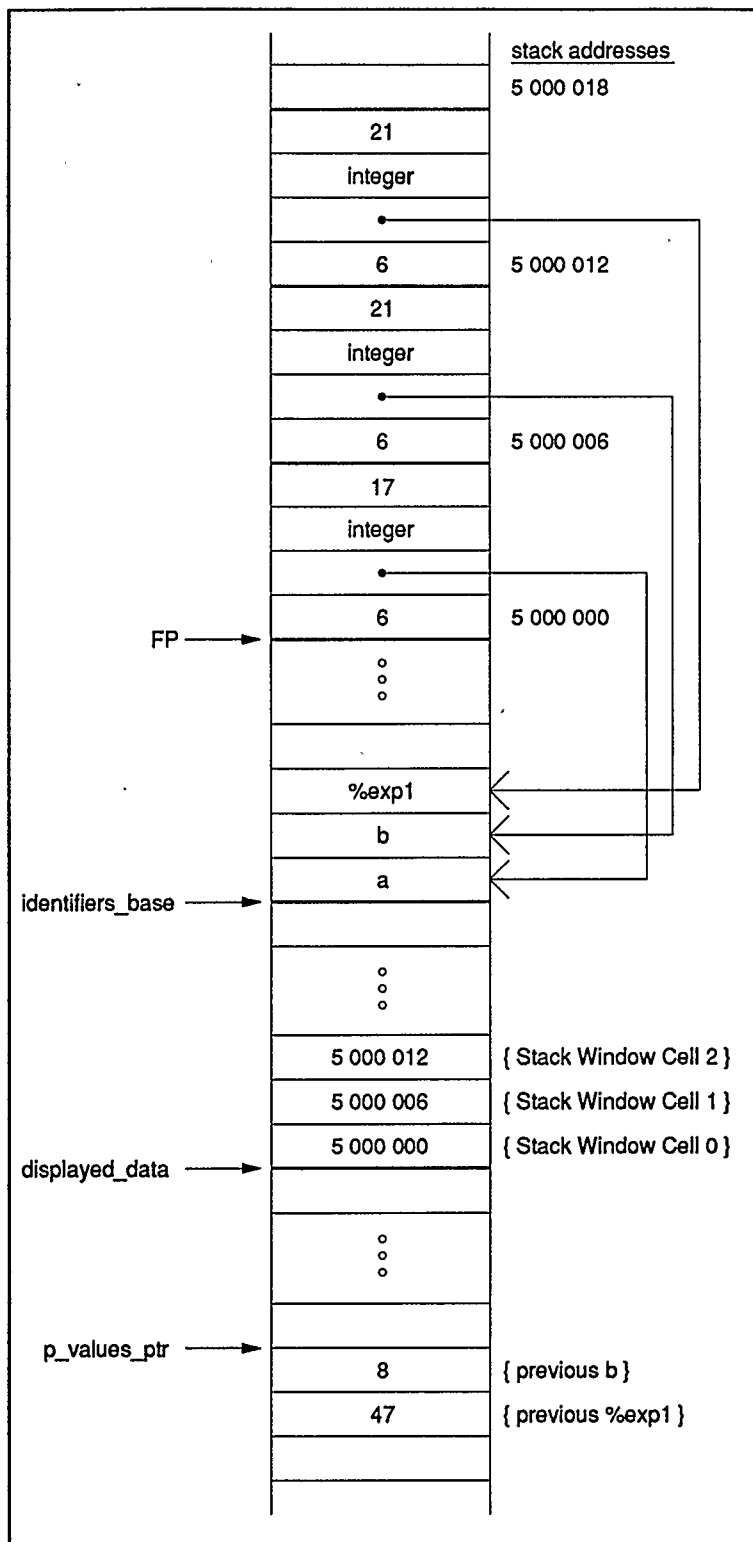 stack addresses
5 000 018
21
integer
6 5 000 012
21
integer
6 5 000 006
17
integer
6 5 000 000
FP
%exp1
b
a
identifiers_base
5 000 012 { Stack Window Cell 2 }
5 000 006 { Stack Window Cell 1 }
5 000 000 { Stack Window Cell 0 }
displayed_data
p_values_ptr
8 { previous b }
47 { previous %exp1 }